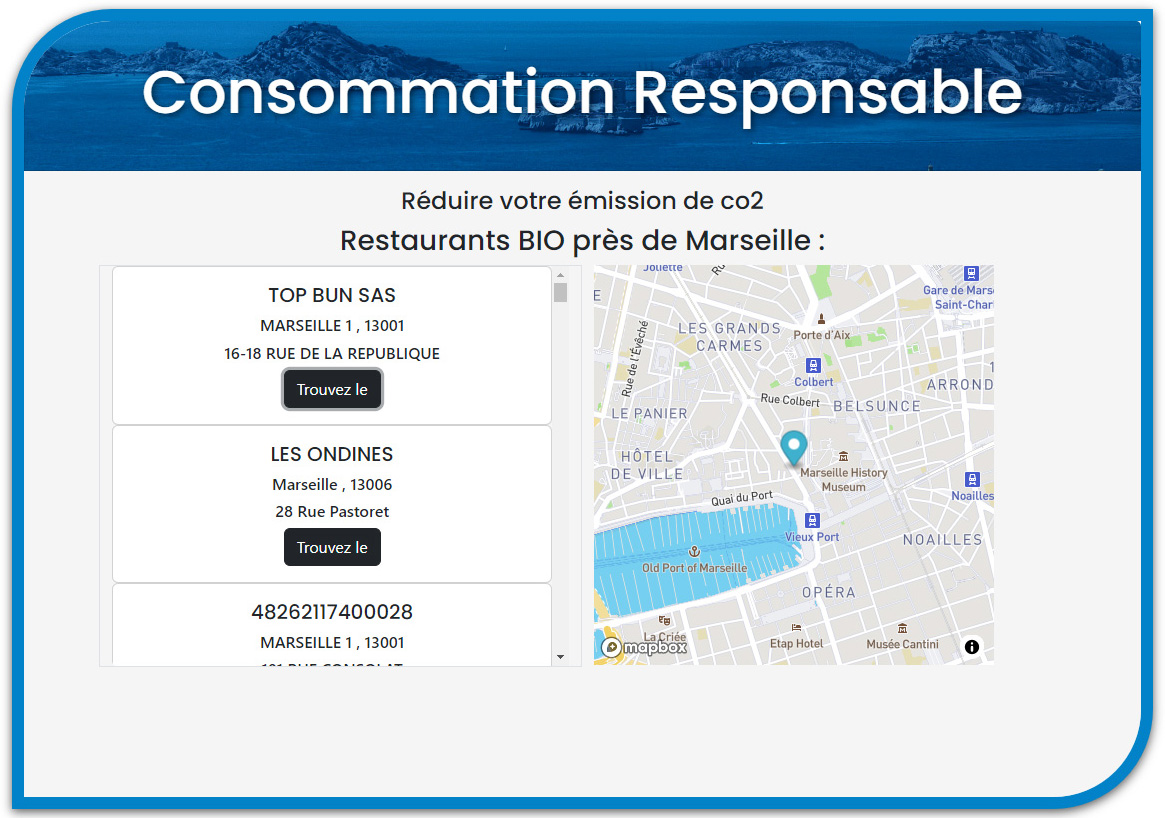 Consommation Responsable
Réduire votre émission de co2
Restaurants BIO près de Marseille :
TOP BUN SAS
MARSEILLE 1 , 13001
16-18 RUE DE LA REPUBLIQUE
Trouvez le
LES ONDINES
Marseille , 13006
28 Rue Pastoret
Trouvez le
48262117400028
MARSEILLE 1 , 13001
Joliette
Gare de Mars
Saint-Char
LES GRANDS
CARMES
Porte d'Aix
Rue de l'Évêché
Colbert
ARROND
Rue Colbert
BELSUNCE
LE PANIER
HÔTEL
DE VILLE
Marseille History
Museum
Quai du Port
Noailles
Vieux Port
NOAILLES
Old Port of Marseille
OPÉRA
La Criée
Etap Hotel
Musée Cantini
mapbox